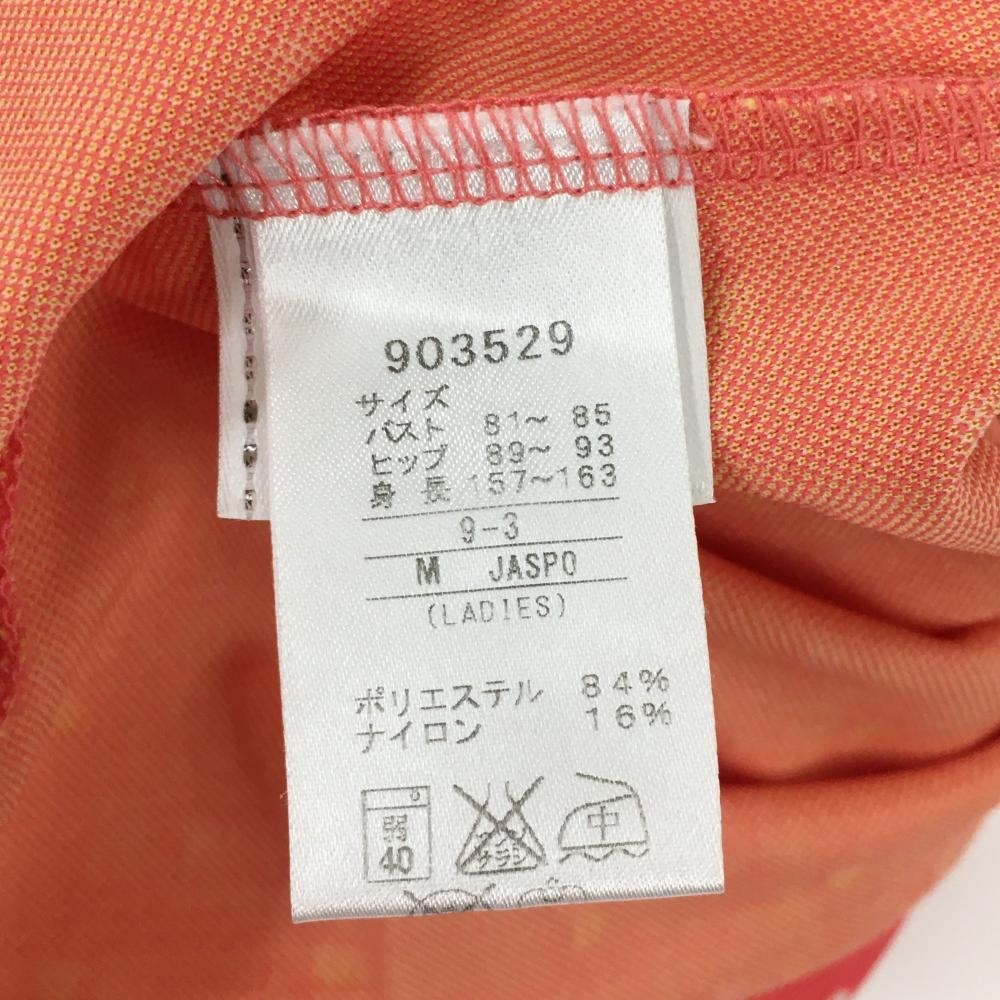 903529
サイズ
バスト 81~ 85
ヒップ 89~ 93
身 長 157~163
9-3
M JASPO
(LADIES)
ポリエステル 84%
ナイロン 16%
弱 40
中